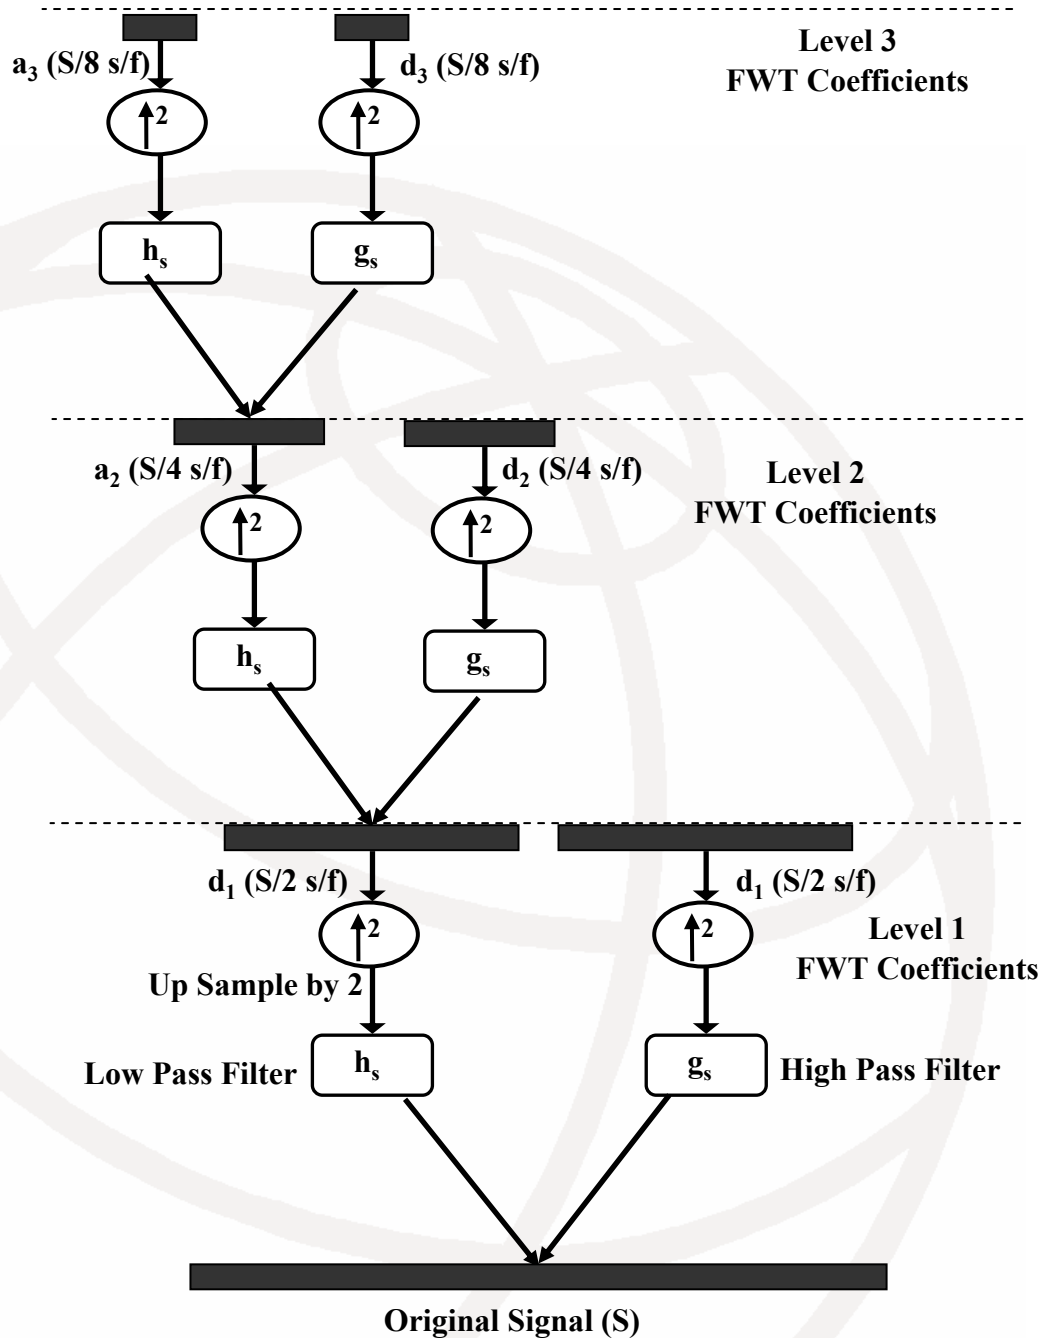 Level 3
FWT Coefficients
a3 (S/8 s/f)
d3 (S/8 s/f)
2
2
hs
gs
a2 (S/4 s/f)
d2 (S/4 s/f)
Level 2
FWT Coefficients
2
2
hs
gs
d1 (S/2 s/f)
d1 (S/2 s/f)
2
2
Level 1
FWT Coefficients
Up Sample by 2
Low Pass Filter
hs
gs
High Pass Filter
Original Signal (S)